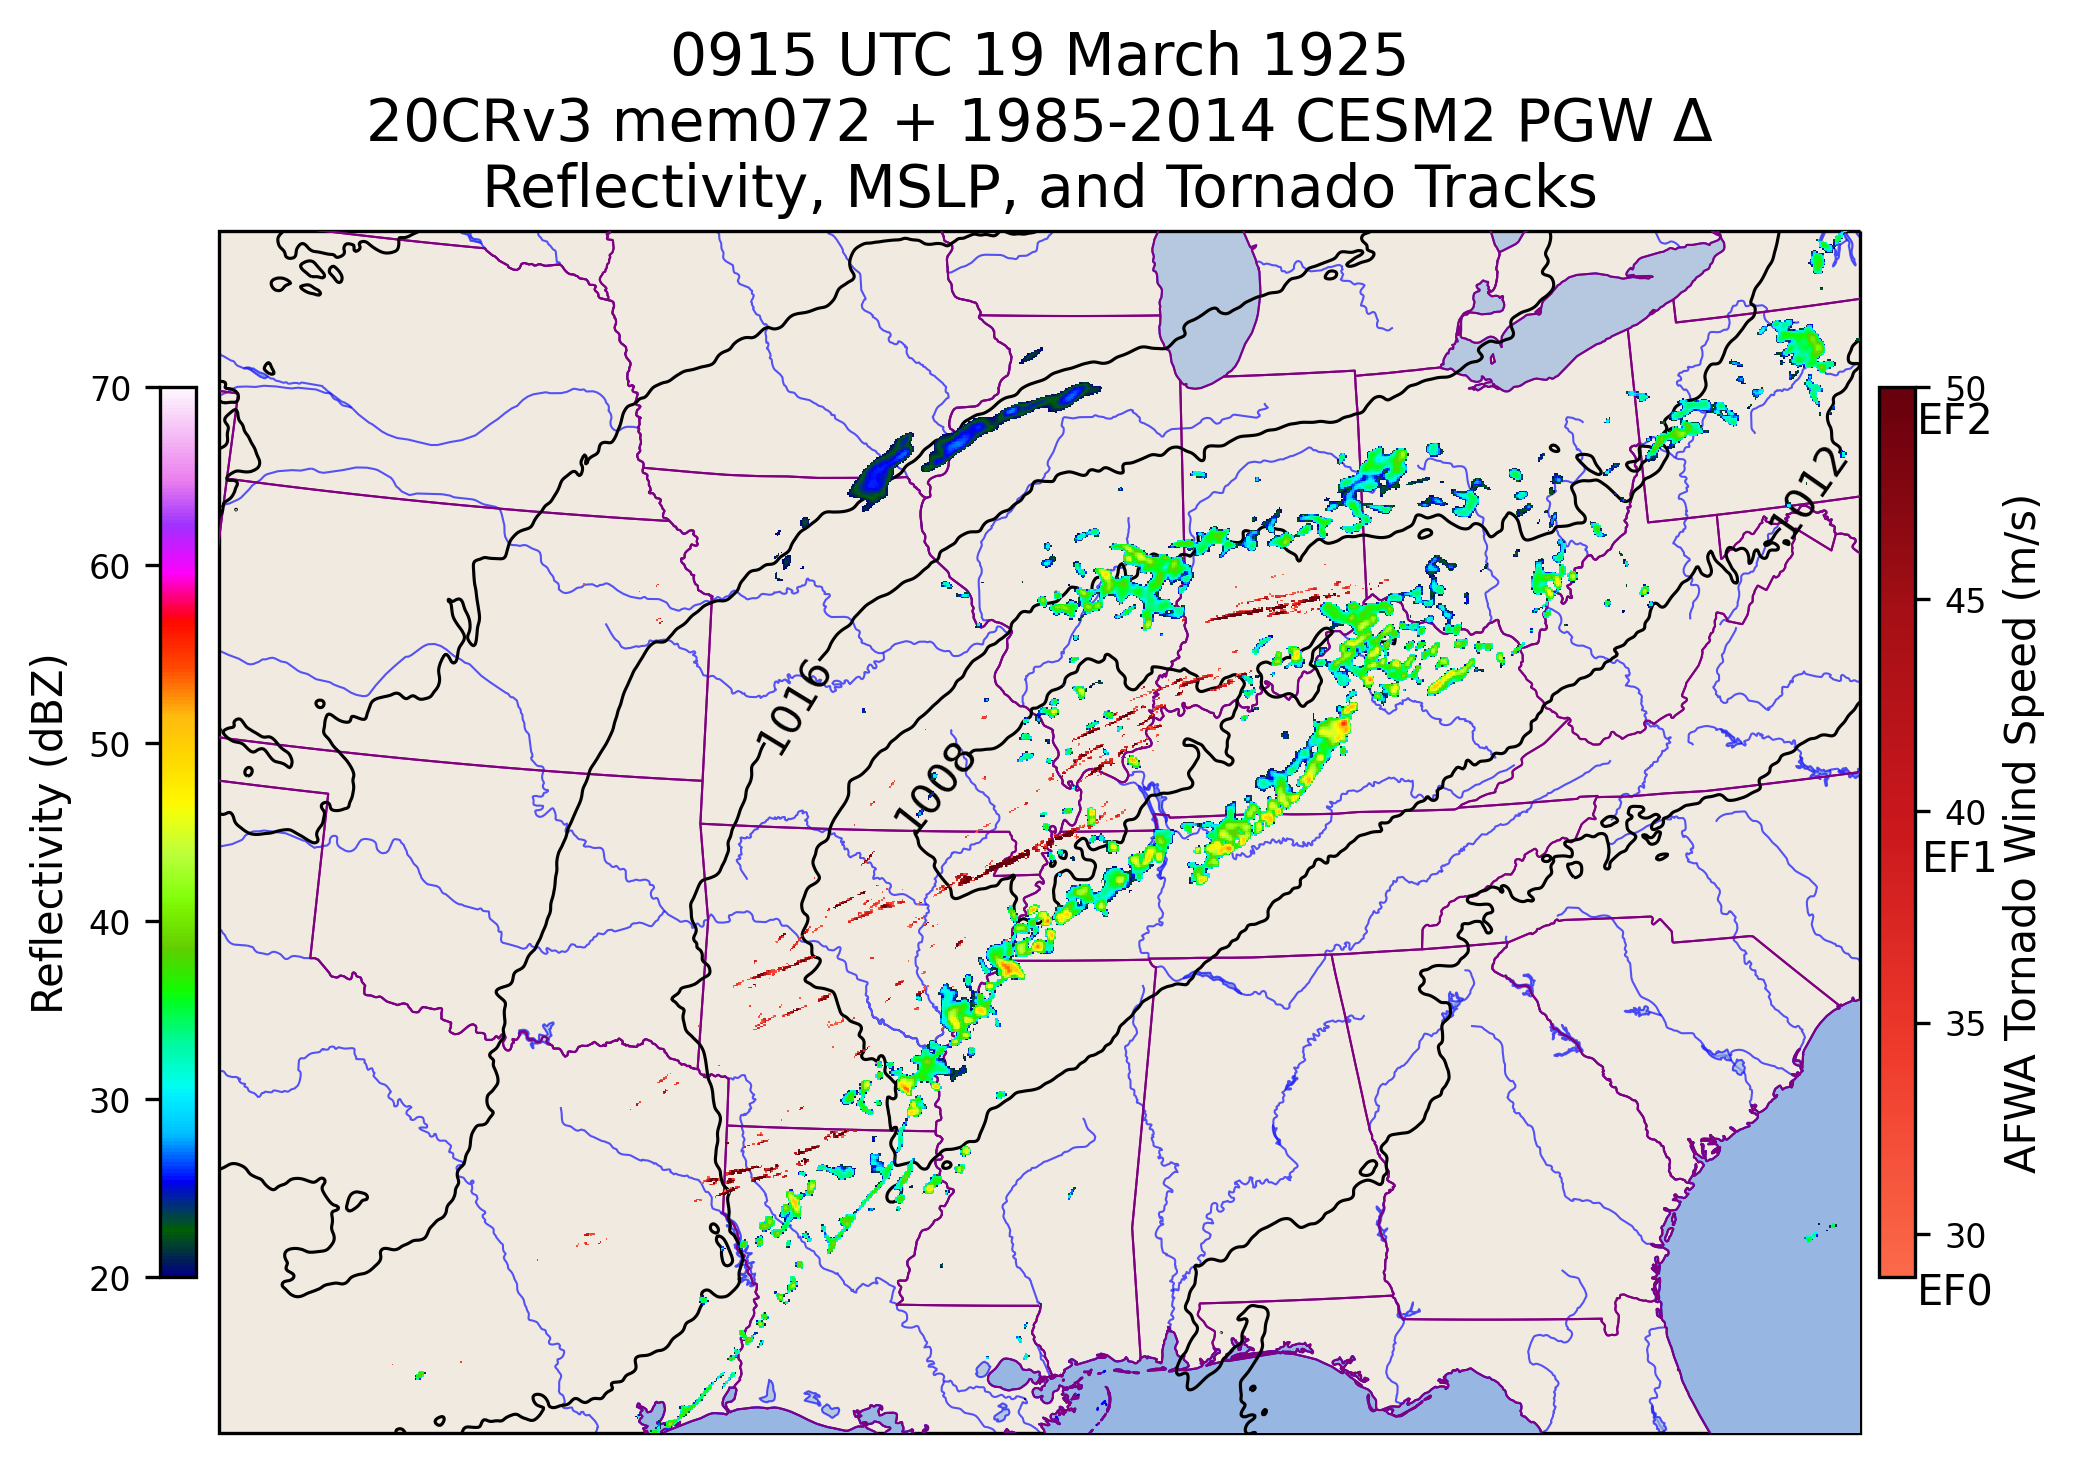 0915 UTC 19 March 1925
20CRv3 mem072 + 1985-2014 CESM2 PGW Δ
Reflectivity, MSLP, and Tornado Tracks
70
60
50
40
30
20
Reflectivity (dBZ)
1016
1008
1012
50
EF2
45
40
EF1
35
30
EF0
AFWA Tornado Wind Speed (m/s)